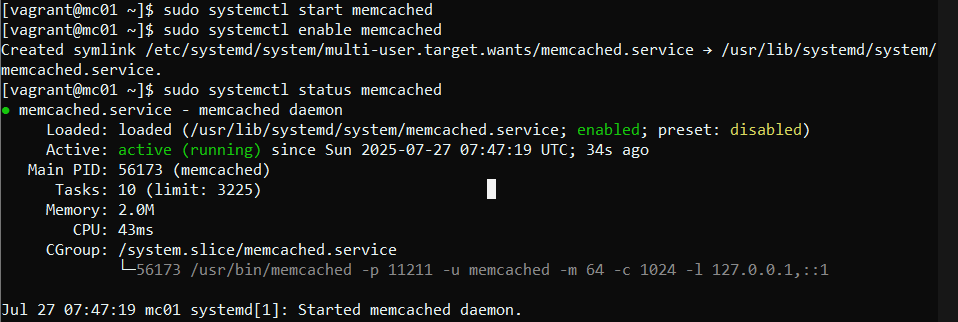 [vagrant@mc01 ~]$ sudo systemctl start memcached
[vagrant@mc01 ~]$ sudo systemctl enable memcached
Created symlink /etc/systemd/system/multi-user.target.wants/memcached.service → /usr/lib/systemd/system/
memcached.service.
[vagrant@mc01 ~]$ sudo systemctl status memcached
● memcached.service - memcached daemon
     Loaded: loaded (/usr/lib/systemd/system/memcached.service; enabled; preset: disabled)
     Active: active (running) since Sun 2025-07-27 07:47:19 UTC; 34s ago
   Main PID: 56173 (memcached)
      Tasks: 10 (limit: 3225)
     Memory: 2.0M
        CPU: 43ms
     CGroup: /system.slice/memcached.service
             └─56173 /usr/bin/memcached -p 11211 -u memcached -m 64 -c 1024 -l 127.0.0.1,::1

Jul 27 07:47:19 mc01 systemd[1]: Started memcached daemon.